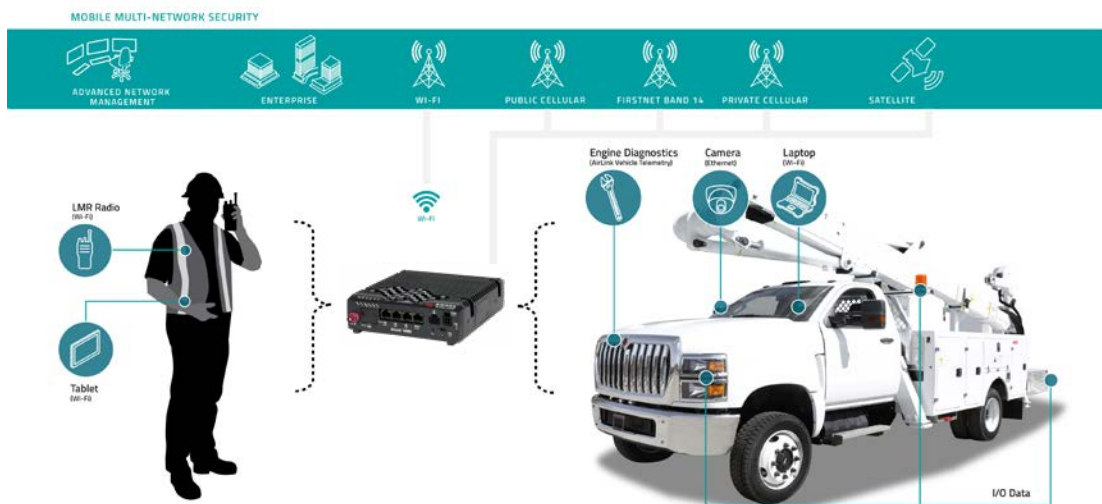 MOBILE MULTI-NETWORK SECURITY
ADVANCED NETWORK
MANAGEMENT
ENTERPRISE
WI-FI
PUBLIC CELLULAR
FIRSTNET BAND 14
PRIVATE CELLULAR
SATELLITE
Engine Diagnostics
(AirLink Vehicle Telemetry)
Camera
(Ethernet)
Laptop
(Wi-Fi)
LMR Radio
(Wi-Fi)
Wi-Fi
Tablet
(Wi-Fi)
I/O Data